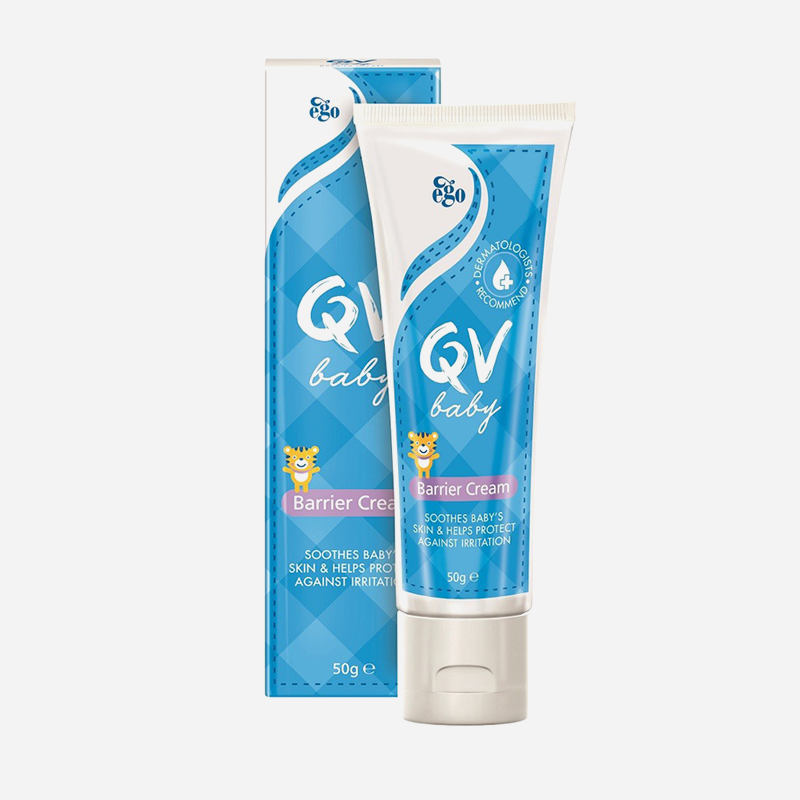 ego
QV
baby
Barrier Crea
SOOTHES BABY'
SKIN & HELPS PROT
AGAINST IRRITATIO
50g ℮
ego
DERMATOLOGISTS
RECOMMEND
QV
baby
Barrier Cream
SOOTHES BABY'S
SKIN & HELPS PROTECT
AGAINST IRRITATION
50g ℮